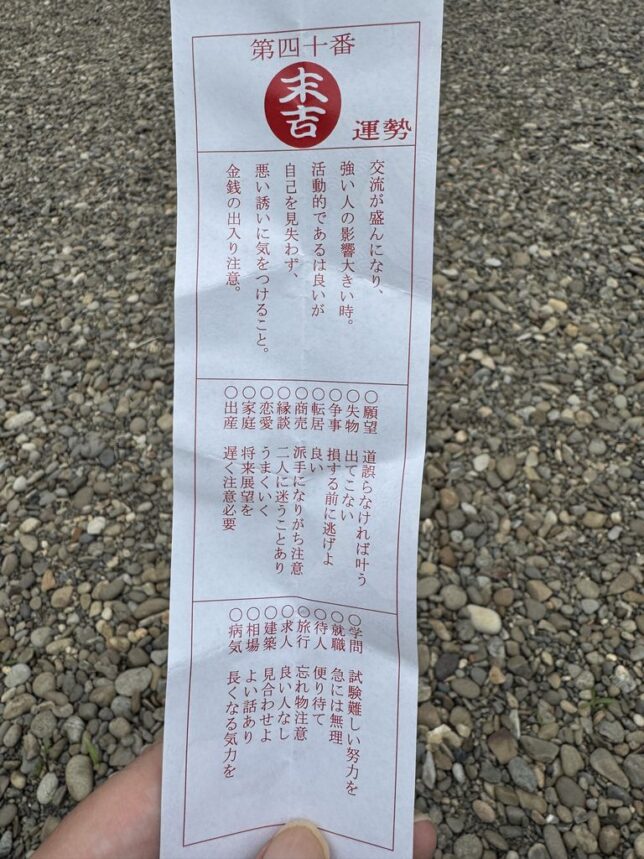 第四十番
末吉
運勢
交流が盛んになり、
強い人の影響大きい時。
活動的であるは良いが
自己を見失わず、
悪い誘いに気をつけること。
金銭の出入り注意。
○願望 道誤らなければ叶う
○失物 出てこない
○争事 損する前に逃げよ
○転居 良い
○商売 派手になりがち注意
○縁談 二人に迷うことあり
○恋愛 うまくいく
○家庭 将来展望を
○出産 遅く注意必要
○学問 試験難しい努力を
○就職 急には無理
○待人 便り待て
○旅行 忘れ物注意
○求人 良い人なし
○建築 見合わせよ
○相場 よい話あり
○病気 長くなる気力を